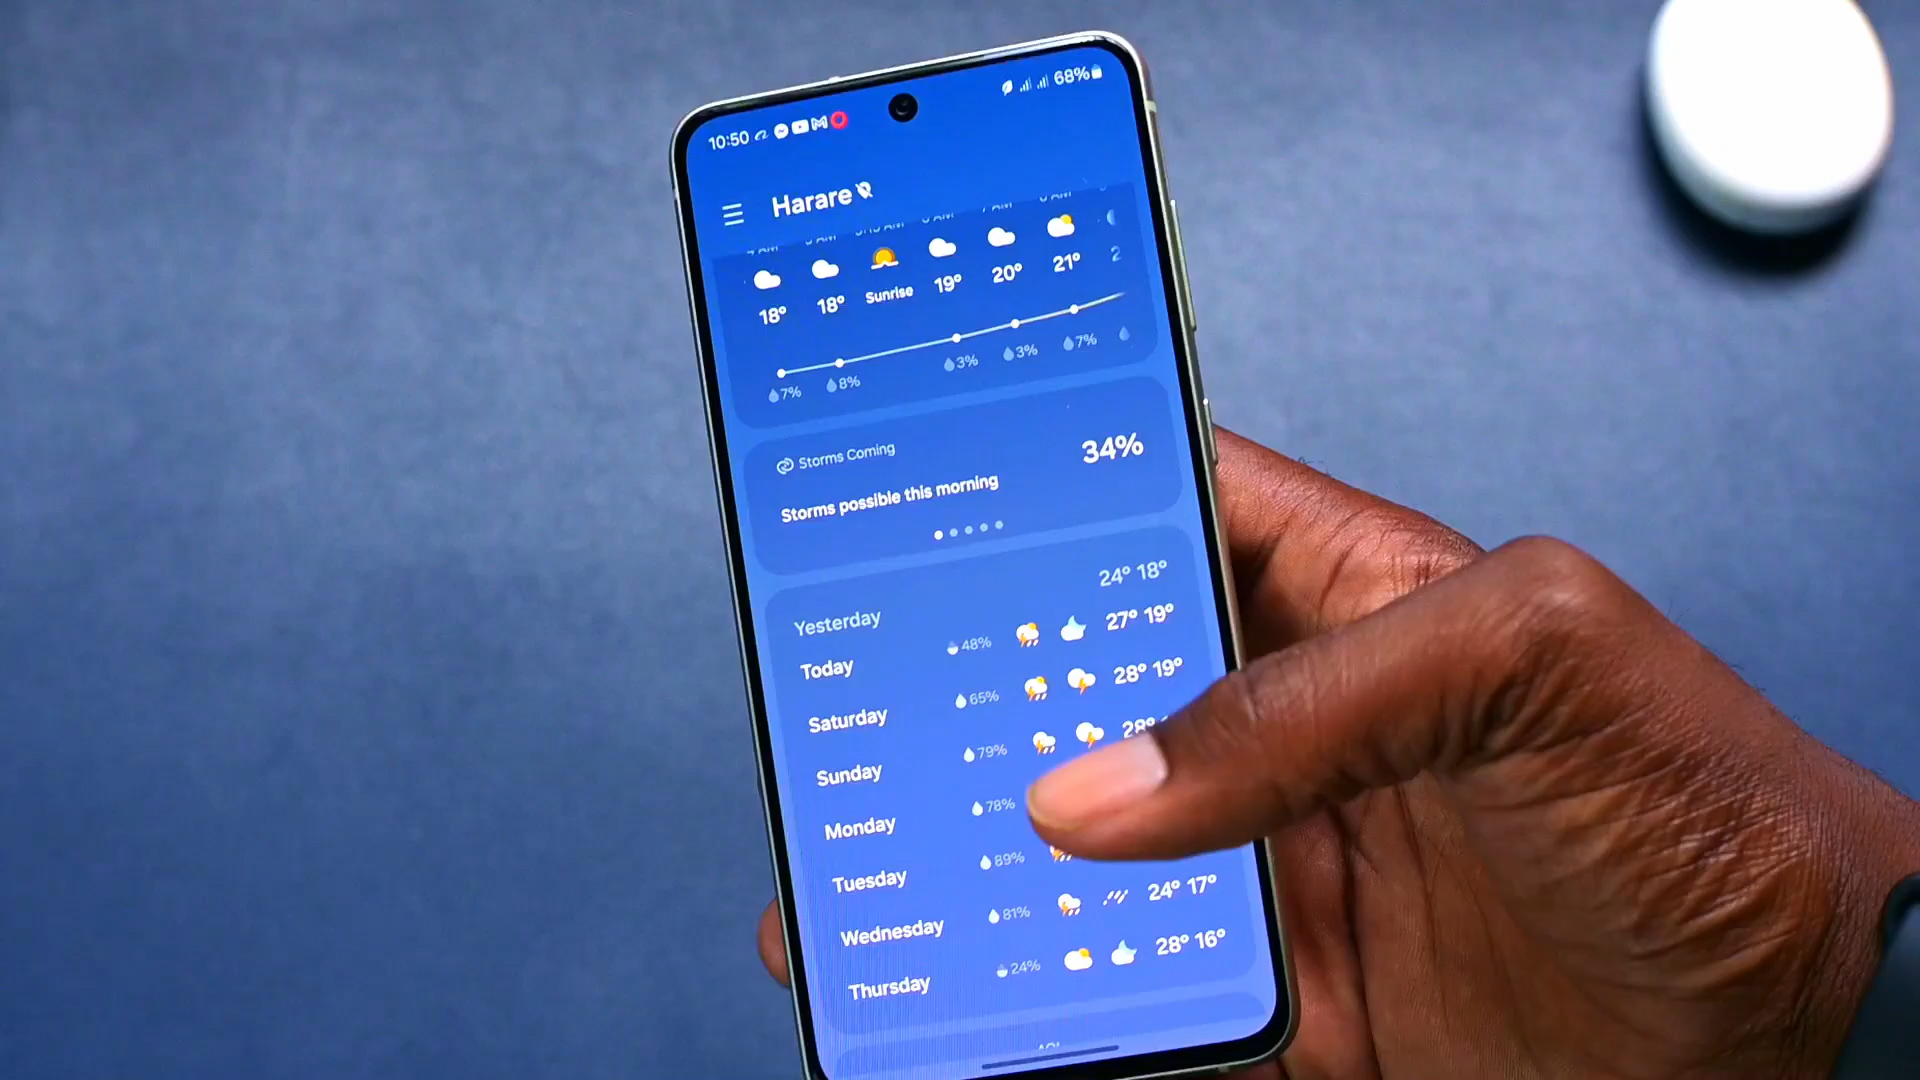 10:50 68%
Harare
18° 18° Sunrise 19° 20° 21° 2
7% 8% 3% 3% 7%
Storms Coming
34%
Storms possible this morning
Yesterday 24° 18°
Today 48% 27° 19°
Saturday 65% 28° 19°
Sunday 79% 28°
Monday 78%
Tuesday 89%
Wednesday 81% 24° 17°
Thursday 24% 28° 16°